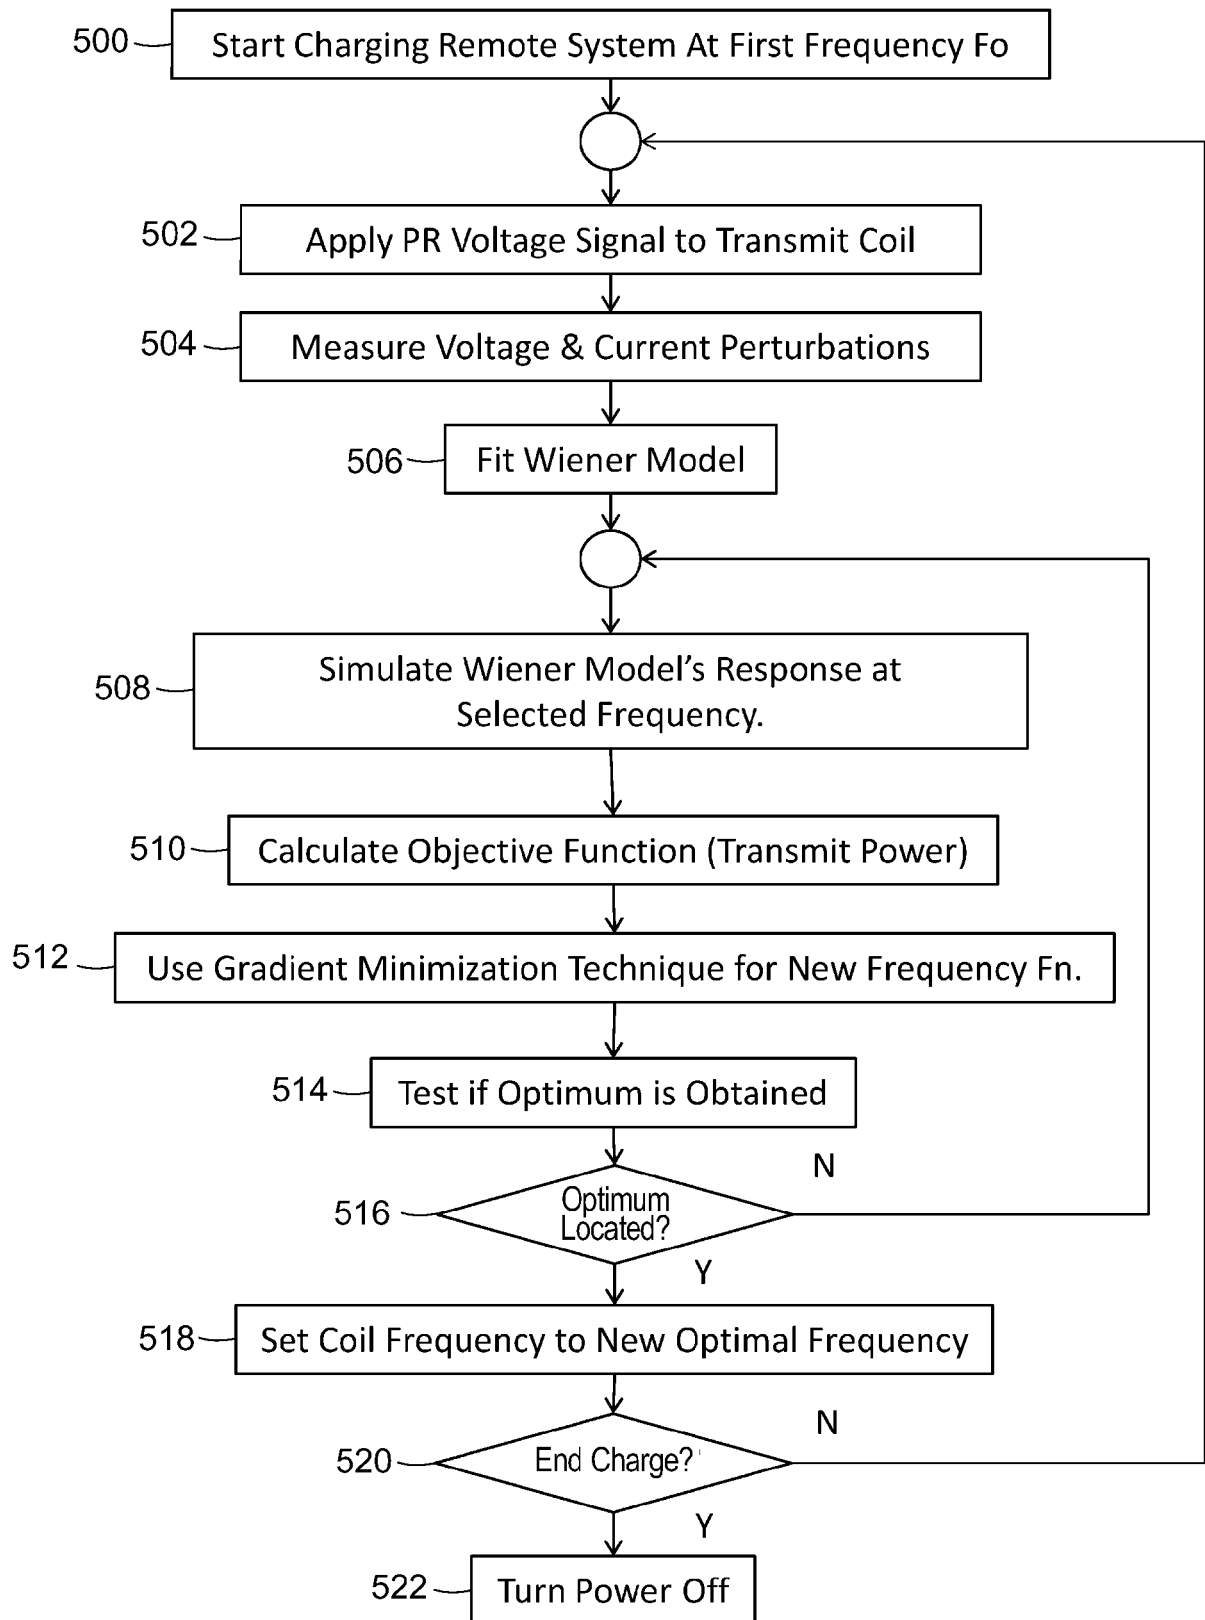 500 Start Charging Remote System At First Frequency Fo
502 Apply PR Voltage Signal to Transmit Coil
504 Measure Voltage & Current Perturbations
506 Fit Wiener Model
508 Simulate Wiener Model’s Response at
Selected Frequency.
510 Calculate Objective Function (Transmit Power)
512 Use Gradient Minimization Technique for New Frequency Fn.
514 Test if Optimum is Obtained
N
516 Optimum
Located?
Y
518 Set Coil Frequency to New Optimal Frequency
N
520 End Charge?
Y
522 Turn Power Off